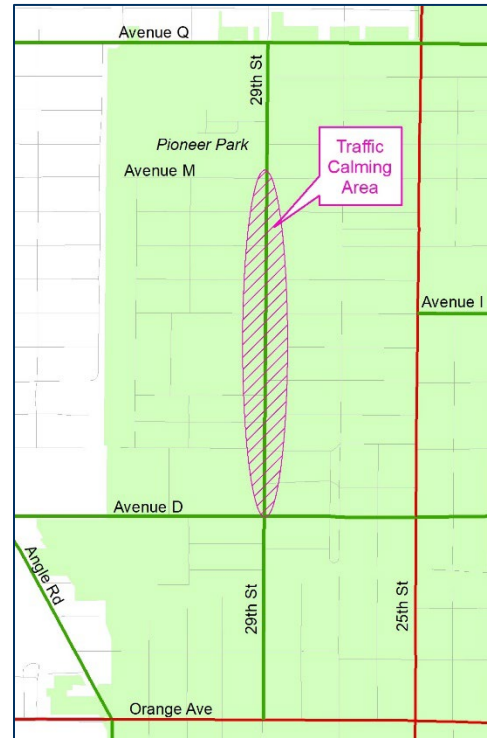 Avenue Q
29th St
Pioneer Park
Traffic
Calming
Area
Avenue M
Avenue I
Avenue D
Angle Rd
29th St
25th St
Orange Ave